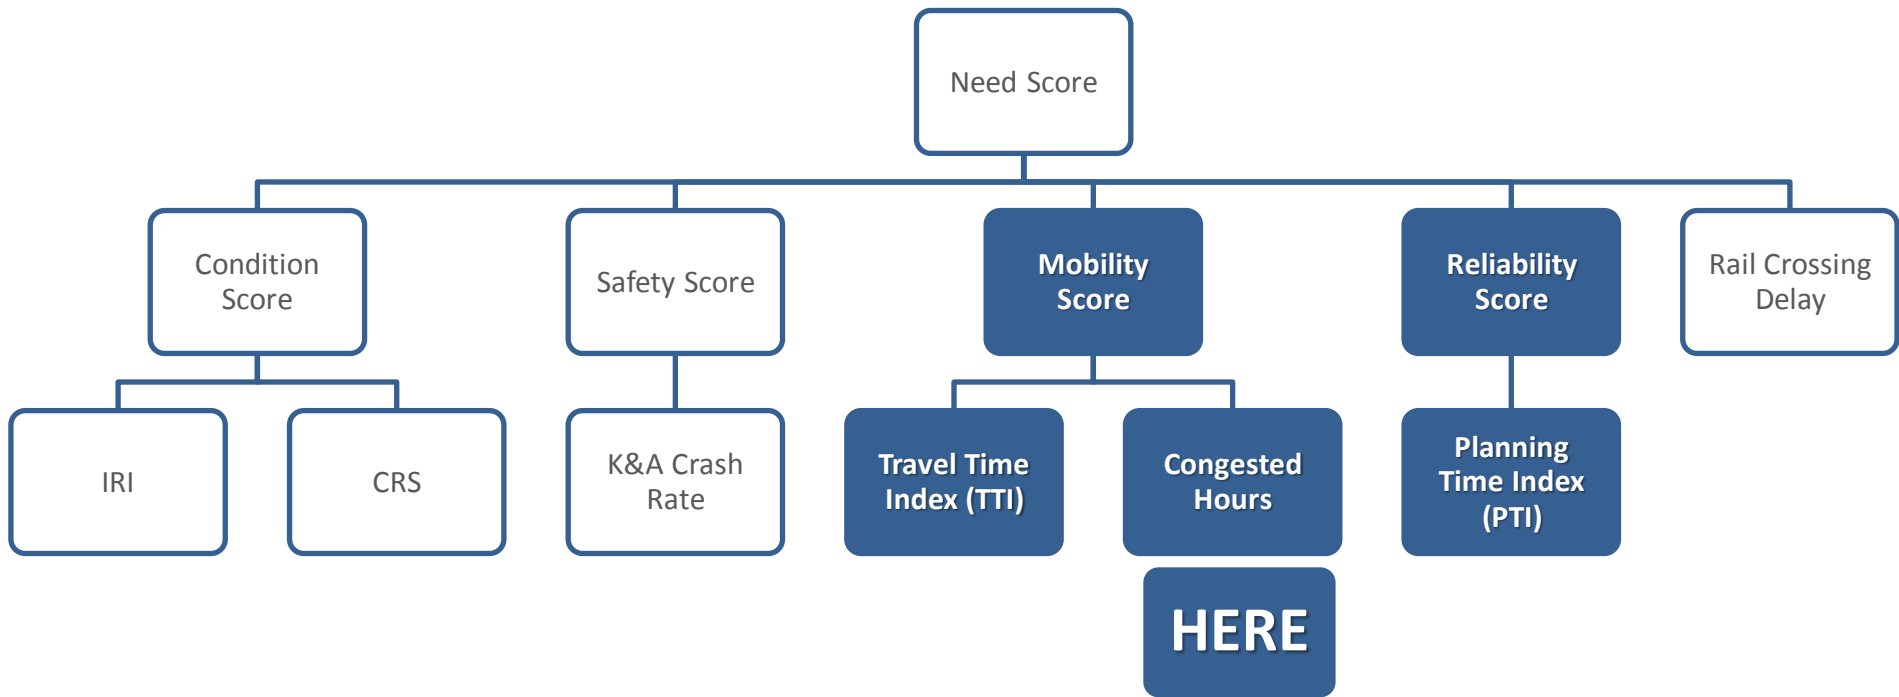 Need Score
Condition
Score
Safety Score
Mobility
Score
Reliability
Score
Rail Crossing
Delay
IRI
CRS
K&A Crash
Rate
Travel Time
Index (TTI)
Congested
Hours
Planning
Time Index
(PTI)
HERE